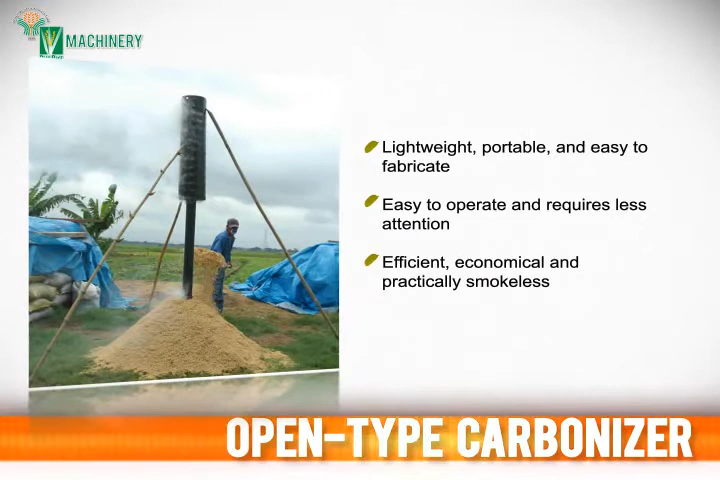 MACHINERY
Lightweight, portable, and easy to
fabricate
Easy to operate and requires less
attention
Efficient, economical and
practically smokeless
OPEN-TYPE CARBONIZER